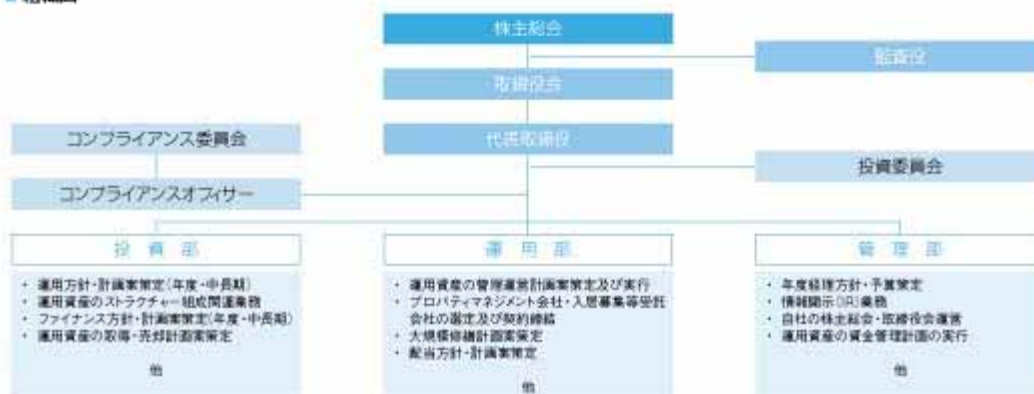 株主総会
監査役
取締役会
コンプライアンス委員会
代表取締役
投資委員会
コンプライアンスオフィサー
投資部
・ 運用方針・計画案策定(年度・中長期)
・ 運用資産のストラクチャー組成関連業務
・ ファイナンス方針・計画案策定(年度・中長期)
・ 運用資産の取得・売却計画案策定
他
運用部
・ 運用資産の管理運営計画案策定及び実行
・ プロパティマネジメント会社・入居募集等受託
会社の選定及び契約締結
・ 大規模修繕計画案策定
・ 配当方針・計画案策定
他
管理部
・ 年度経理方針・予算策定
・ 情報開示(IR)業務
・ 自社の株主総会・取締役会運営
・ 運用資産の資金管理計画の実行
他